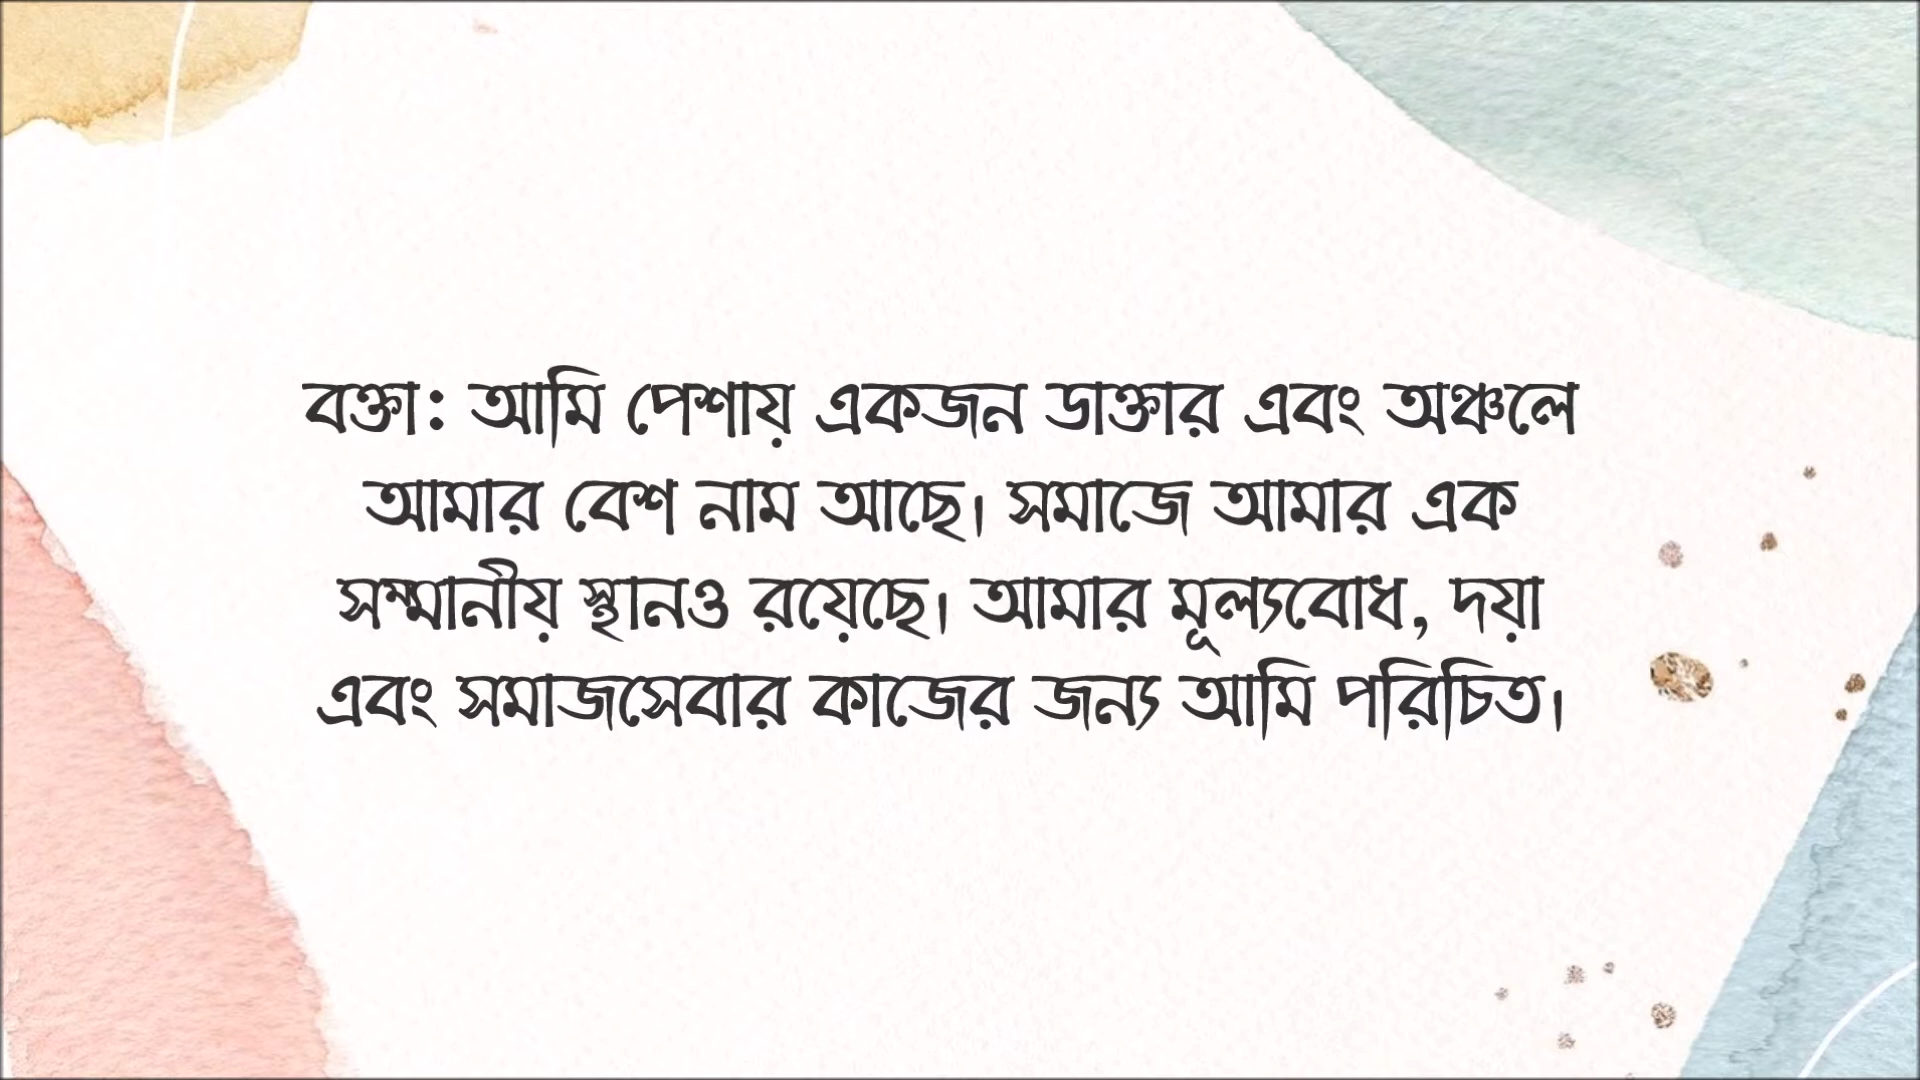 বক্তা: আমি পেশায় একজন ডাক্তার এবং অঞ্চলে
আমার বেশ নাম আছে। সমাজে আমার এক
সম্মানীয় স্থানও রয়েছে। আমার মূল্যবোধ, দয়া
এবং সমাজসেবার কাজের জন্য আমি পরিচিত।